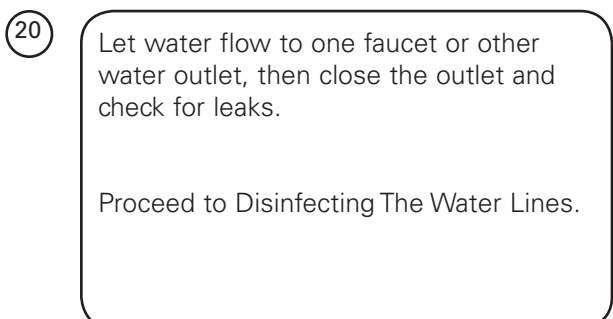 20
Let water flow to one faucet or other
water outlet, then close the outlet and
check for leaks.
Proceed to Disinfecting The Water Lines.